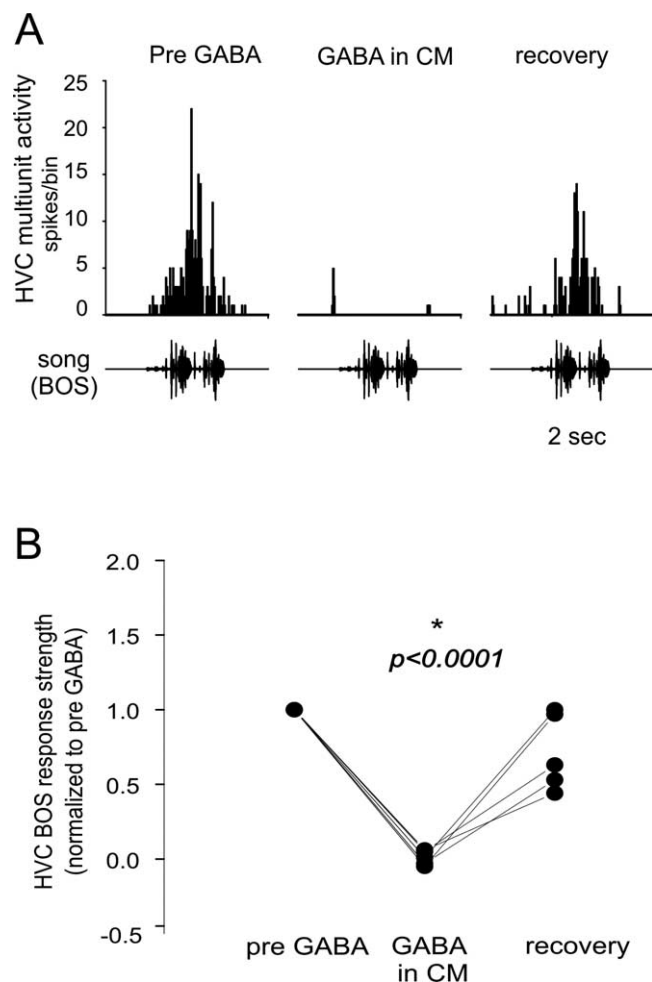 A
Pre GABA
GABA in CM
recovery
HVC multiunit activity
spikes/bin
25
20
15
10
5
0
song
(BOS)
2 sec
B
HVC BOS response strength
(normalized to pre GABA)
2.0
1.5
1.0
0.5
0.0
-0.5
*
p<0.0001
pre GABA
GABA
in CM
recovery